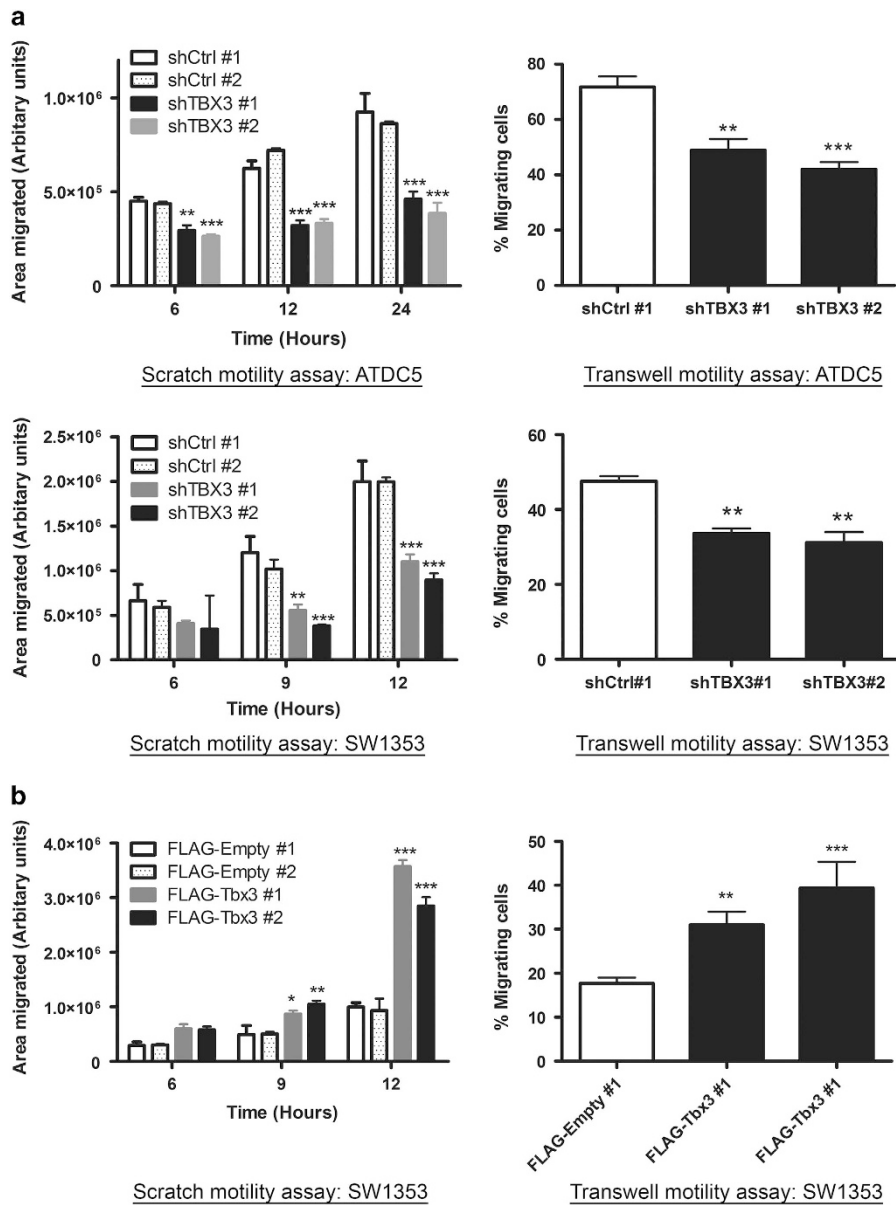 a
Area migrated (Arbitary units)
1.0×10⁶
5.0×10⁵
0
shCtrl #1
shCtrl #2
shTBX3 #1
shTBX3 #2
** ***
*** ***
*** ***
6 12 24
Time (Hours)
Scratch motility assay: ATDC5
% Migrating cells
80
60
40
20
0
**
***
shCtrl #1 shTBX3 #1 shTBX3 #2
Transwell motility assay: ATDC5
Area migrated (Arbitary units)
2.5×10⁶
2.0×10⁶
1.5×10⁶
1.0×10⁶
5.0×10⁵
0
shCtrl #1
shCtrl #2
shTBX3 #1
shTBX3 #2
** ***
*** ***
6 9 12
Time (Hours)
Scratch motility assay: SW1353
% Migrating cells
60
40
20
0
** **
shCtrl#1 shTBX3#1 shTBX3#2
Transwell motility assay: SW1353
b
Area migrated (Arbitary units)
4.0×10⁶
3.0×10⁶
2.0×10⁶
1.0×10⁶
0
FLAG-Empty #1
FLAG-Empty #2
FLAG-Tbx3 #1
FLAG-Tbx3 #2
* **
*** ***
6 9 12
Time (Hours)
Scratch motility assay: SW1353
% Migrating cells
50
40
30
20
10
0
**
***
FLAG-Empty #1
FLAG-Tbx3 #1
FLAG-Tbx3 #1
Transwell motility assay: SW1353